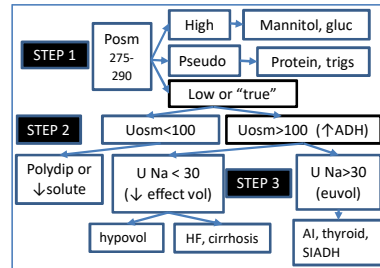 Posm
275-
290
High
Mannitol, gluc
STEP 1
Pseudo
Protein, trigs
Low or “true”
STEP 2
Uosm<100
Uosm>100 (↑ADH)
Polydip or
↓solute
U Na < 30
(↓ effect vol)
STEP 3
U Na>30
(euvol)
hypovol
HF, cirrhosis
AI, thyroid,
SIADH